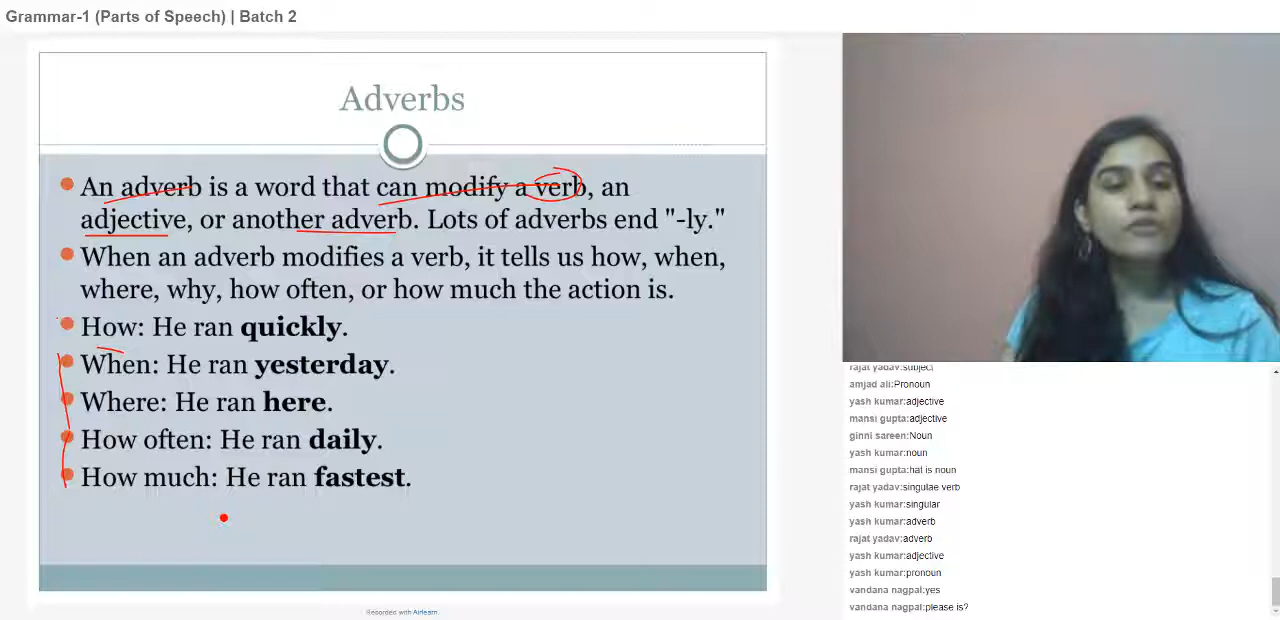 Grammar-1 (Parts of Speech) | Batch 2
Adverbs
An adverb is a word that can modify a verb, an
adjective, or another adverb. Lots of adverbs end "-ly."
When an adverb modifies a verb, it tells us how, when,
where, why, how often, or how much the action is.
How: He ran quickly.
When: He ran yesterday.
Where: He ran here.
How often: He ran daily.
How much: He ran fastest.
Recorded with Airlearn
rajat yadav:subject
amjad ali:Pronoun
yash kumar:adjective
mansi gupta:adjective
ginni sareen:Noun
yash kumar:noun
mansi gupta:hat is noun
rajat yadav:singulae verb
yash kumar:singular
yash kumar:adverb
rajat yadav:adverb
yash kumar:adjective
yash kumar:pronoun
vandana nagpal:yes
vandana nagpal:please is?